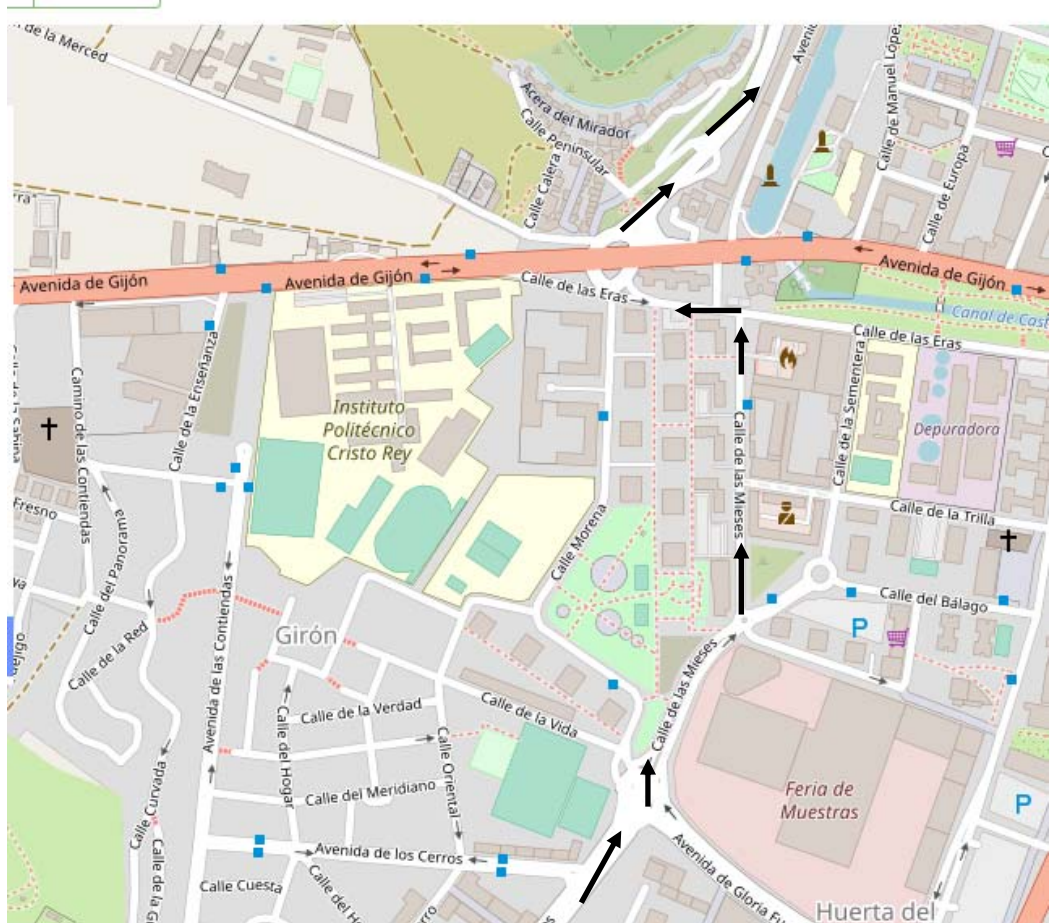 de la Merced
Acera del Mirador
Calle Peninsular
Calle Calera
Calle de Manuel López
Calle de Europa
Avenida de Gijón
Avenida de Gijón
Avenida de Gijón
Calle de las Eras
Canal de Cast
Calle de las Eras
Camino de las Contiendas
Calle de la Enseñanza
Instituto
Politécnico
Cristo Rey
Calle de las Mieses
Calle de la Sementera
Depuradora
Calle de la Trilla
Fresno
Calle del Panorama
Calle Morena
Calle del Bálago
P
Calle de la Red
Avenida de las Contiendas
Girón
Calle de las Mieses
Calle de la Verdad
Calle de la Vida
Calle del Hogar
Calle Oriental
Calle del Meridiano
Feria de
Muestras
P
Calle Curvada
Avenida de los Cerros
Calle Cuesta
Avenida de Gloria Fu
Huerta del